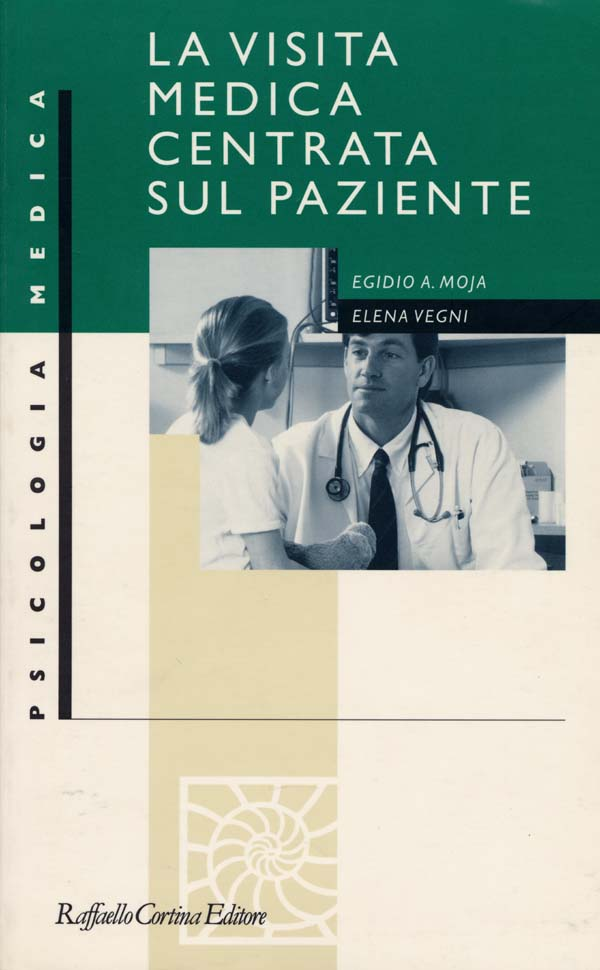 LA VISITA
MEDICA
CENTRATA
SUL PAZIENTE
EGIDIO A. MOJA
ELENA VEGNI
PSICOLOGIA MEDICA
Raffaello Cortina Editore